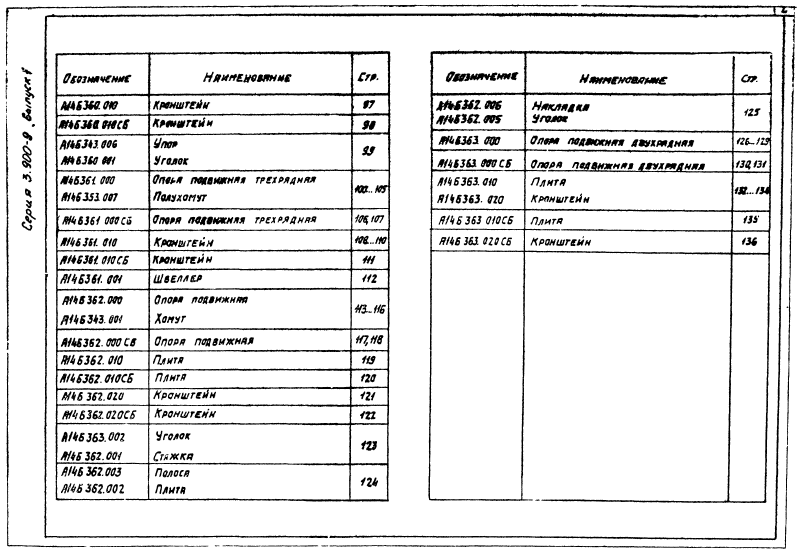 2
Серия 3.900-9, Выпуск V
Обозначение Наименование Стр.
А14Б360.010 Кронштейн 97
А14Б360.010СБ Кронштейн 98
А14Б343.006 Упор 99
А14Б360.001 Уголок
А14Б361.000 Опора подвижная трехрядная 100...105
А14Б353.007 Полухомут
А14Б361.000СБ Опора подвижная трехрядная 106,107
А14Б361.010 Кронштейн 108...110
А14Б361.010СБ Кронштейн 111
А14Б361.001 Швеллер 112
А14Б362.000 Опора подвижная 113...116
А14Б343.001 Хомут
А14Б362.000СБ Опора подвижная 117,118
А14Б362.010 Плита 119
А14Б362.010СБ Плита 120
А14Б362.020 Кронштейн 121
А14Б362.020СБ Кронштейн 122
А14Б363.002 Уголок 123
А14Б362.001 Стяжка
А14Б362.003 Полоса 124
А14Б362.002 Плита
Обозначение Наименование Стр.
А14Б362.006 Накладка 125
А14Б362.005 Уголок
А14Б363.000 Опора подвижная двухрядная 126...129
А14Б363.000СБ Опора подвижная двухрядная 130,131
А14Б363.010 Плита 132...134
А14Б363.020 Кронштейн
А14Б363.010СБ Плита 135
А14Б363.020СБ Кронштейн 136